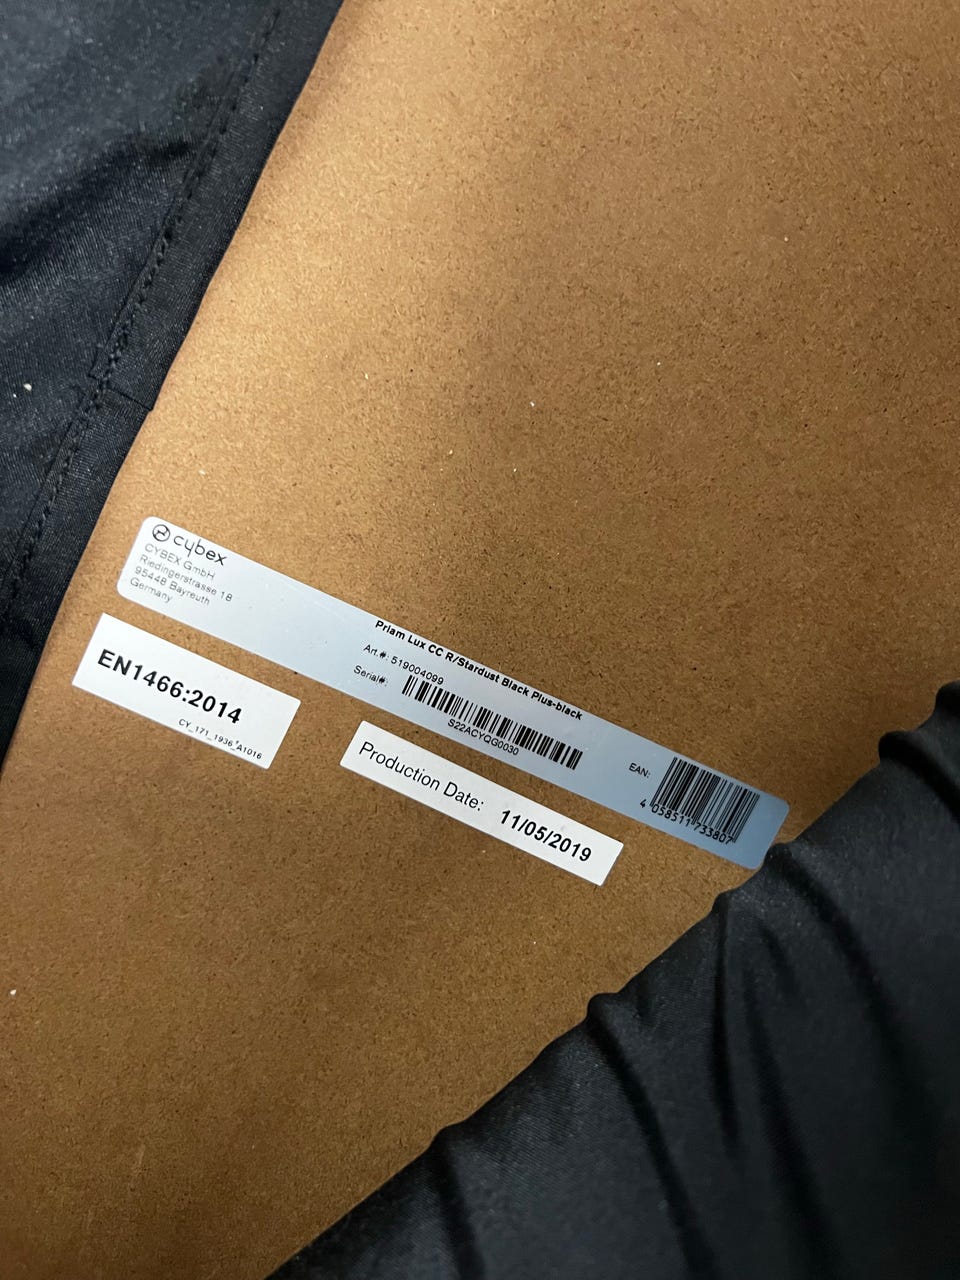 cybex
CYBEX GmbH
Riedingerstrasse 18
95448 Bayreuth
Germany
Priam Lux CC R/Stardust Black Plus-black
Art.#: 519004099
Serial#:
S22ACYQG0030
EAN:
4 058511 733807
EN1466:2014
CY_171_1936_A1016
Production Date: 11/05/2019